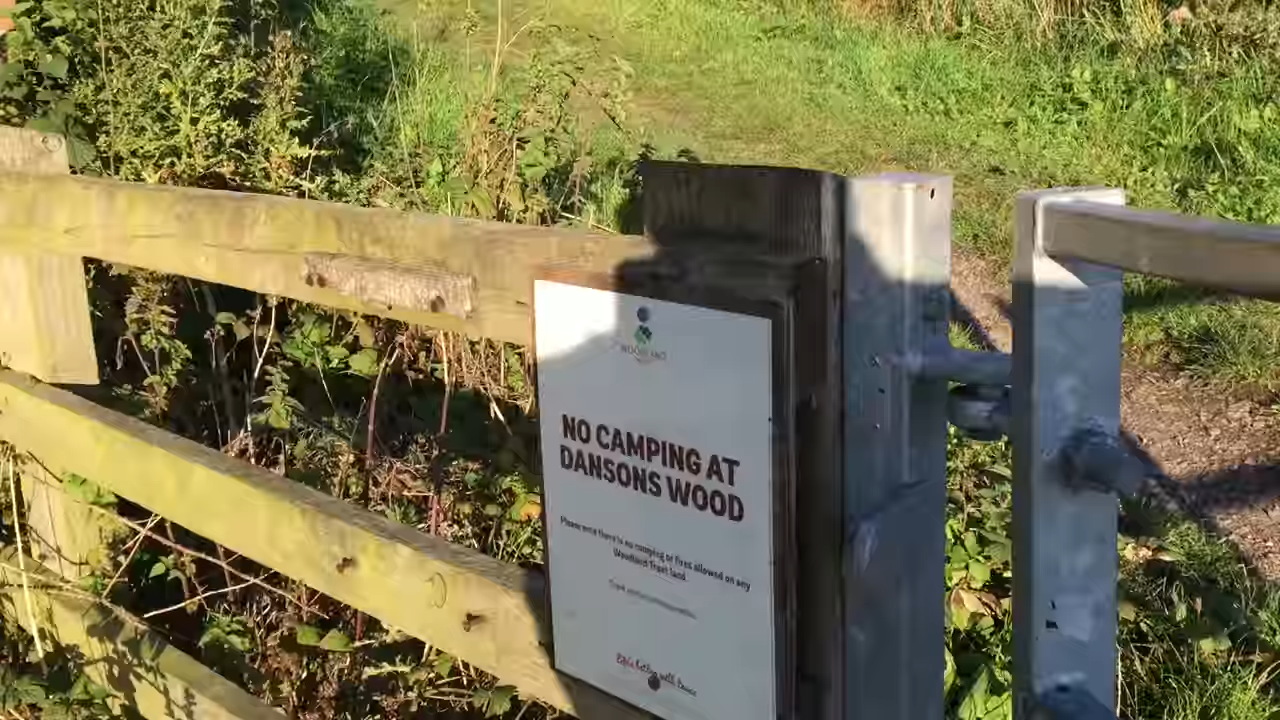 WOODLAND
NO CAMPING AT
DANSONS WOOD
Please note there is no camping or fires allowed on any
Woodland Trust land